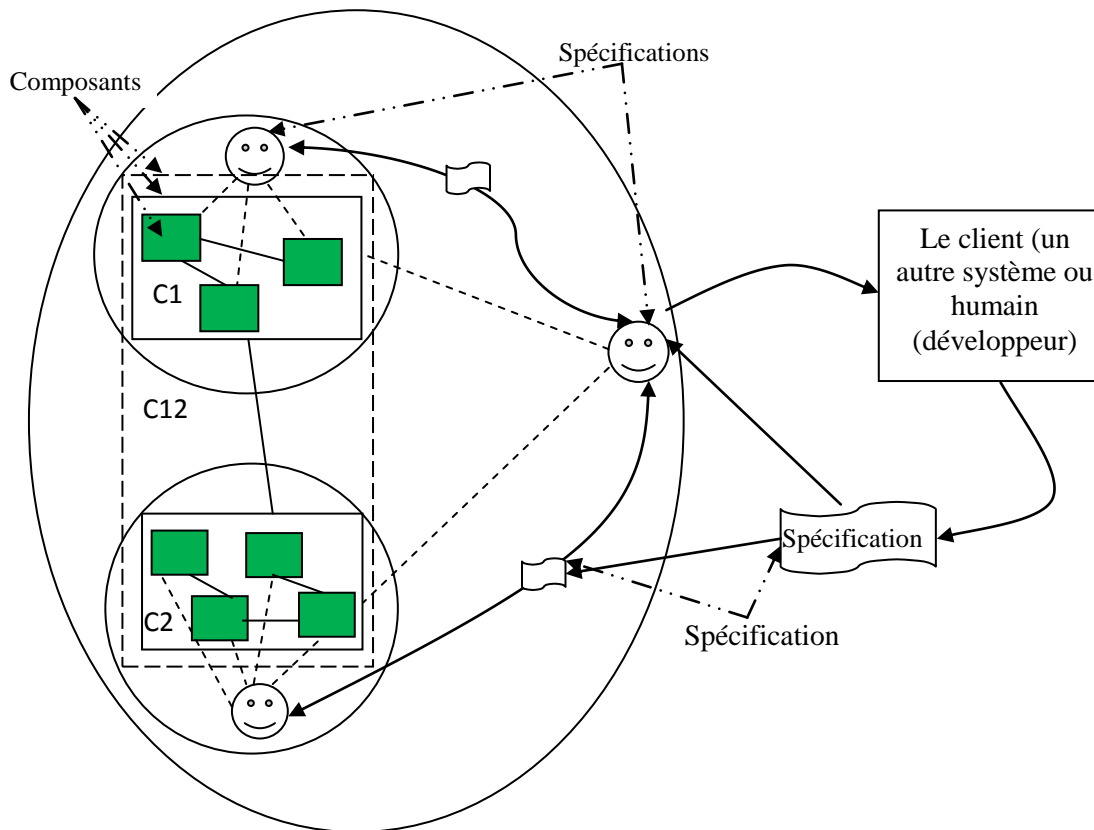 Spécifications
Composants
C1
Le client (un
autre système ou
humain
(développeur)
C12
Spécification
C2
Spécification